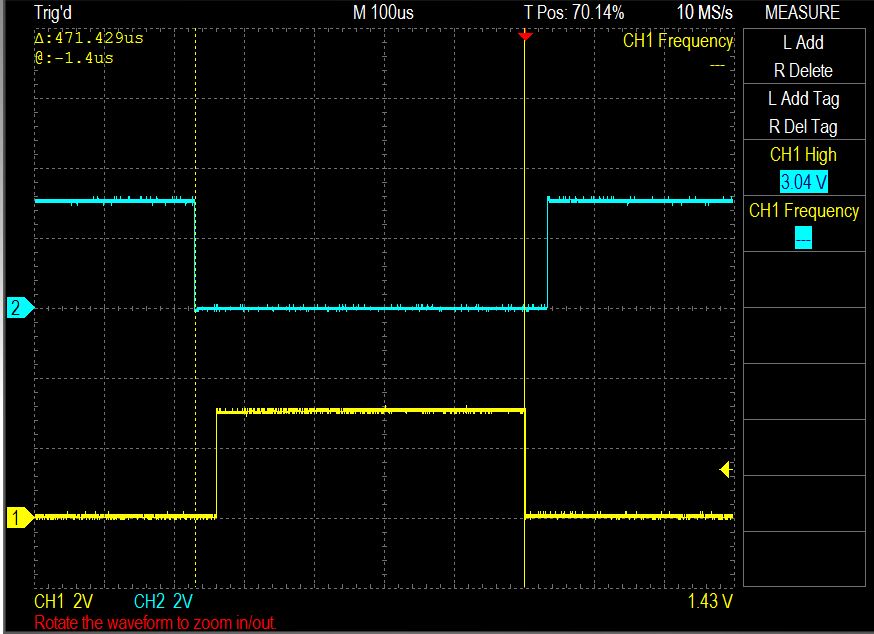 Trig'd M 100us T Pos: 70.14% 10 MS/s MEASURE
Δ:471.429us
@:-1.4us
CH1 Frequency
---
L Add
R Delete
L Add Tag
R Del Tag
CH1 High
3.04 V
CH1 Frequency
---
2
1
CH1 2V CH2 2V 1.43 V
Rotate the waveform to zoom in/out.